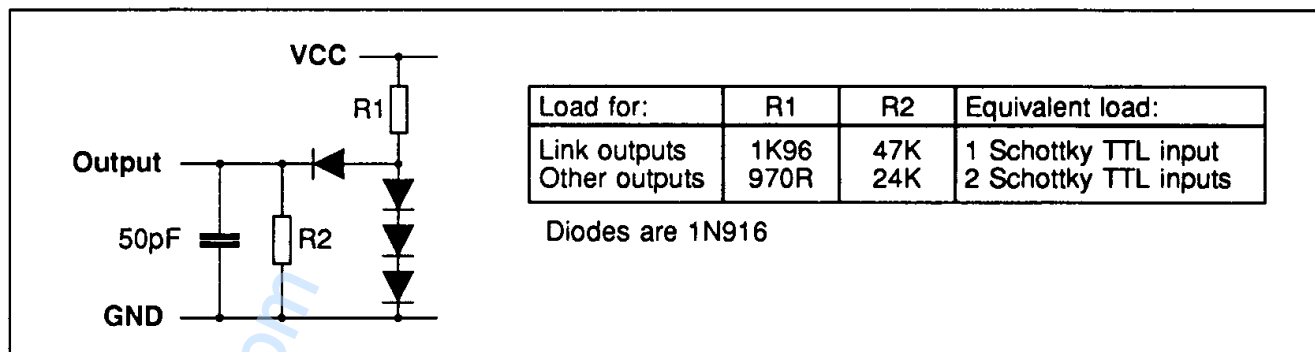 VCC
R1
Output
50pF
R2
GND
Load for: R1 R2 Equivalent load:
Link outputs 1K96 47K 1 Schottky TTL input
Other outputs 970R 24K 2 Schottky TTL inputs
Diodes are 1N916
om